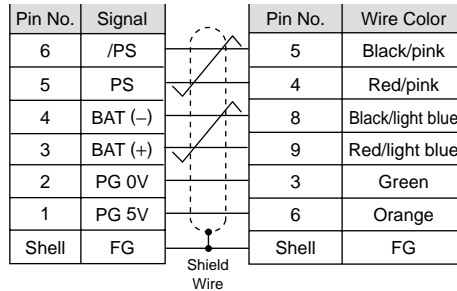 Pin No. Signal Pin No. Wire Color
6 /PS 5 Black/pink
5 PS 4 Red/pink
4 BAT (−) 8 Black/light blue
3 BAT (+) 9 Red/light blue
2 PG 0V 3 Green
1 PG 5V 6 Orange
Shell FG Shell FG
Shield
Wire